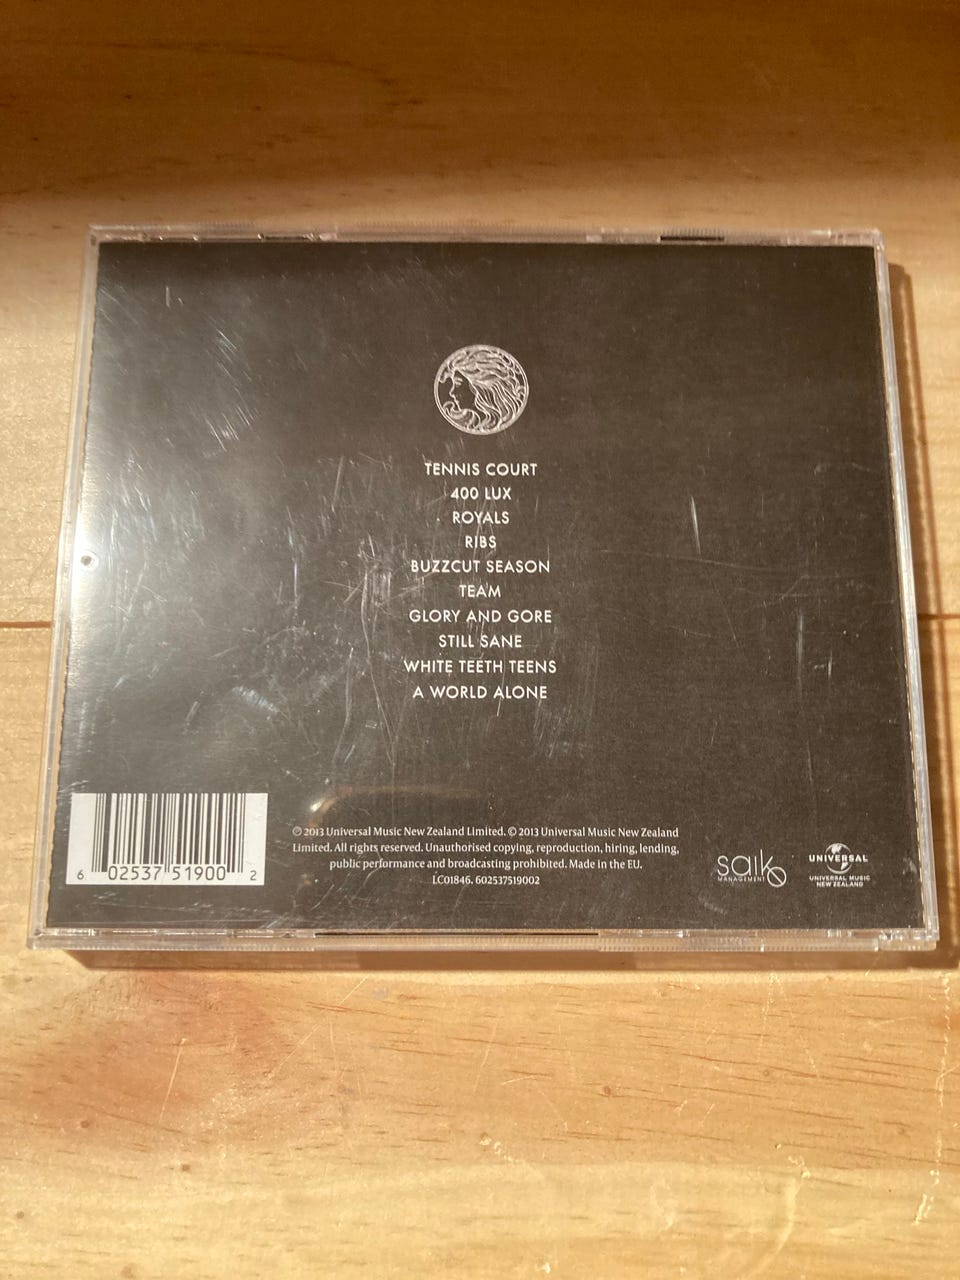 TENNIS COURT
400 LUX
ROYALS
RIBS
BUZZCUT SEASON
TEAM
GLORY AND GORE
STILL SANE
WHITE TEETH TEENS
A WORLD ALONE
6 02537 51900 2
℗ 2013 Universal Music New Zealand Limited. © 2013 Universal Music New Zealand
Limited. All rights reserved. Unauthorised copying, reproduction, hiring, lending,
public performance and broadcasting prohibited. Made in the EU.
LC01846. 602537519002
saiko
MANAGEMENT
UNIVERSAL
UNIVERSAL MUSIC
NEW ZEALAND